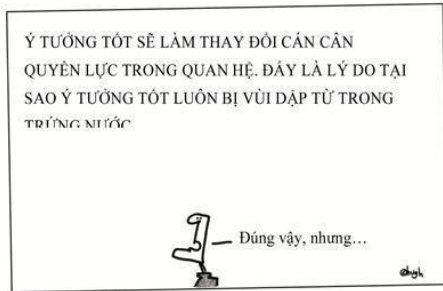 Ý TƯỞNG TỐT SẼ LÀM THAY ĐỔI CÁN CÂN
QUYỀN LỰC TRONG QUAN HỆ. ĐÂY LÀ LÝ DO TẠI
SAO Ý TƯỞNG TỐT LUÔN BỊ VÙI DẬP TỪ TRONG
TRỨNG NƯỚC
Đúng vậy, nhưng...